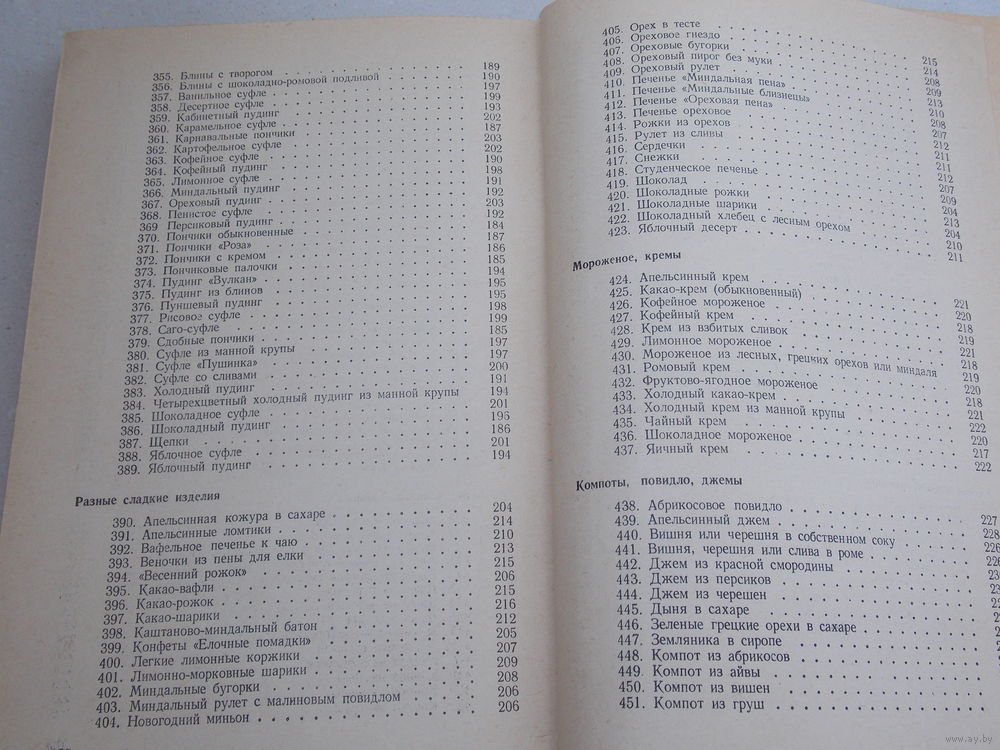 355. Блины с творогом 189
356. Блины с шоколадно-ромовой подливой 190
357. Ванильное суфле 197
358. Десертное суфле 199
359. Кабинетный пудинг 193
360. Карамельное суфле 202
361. Карнавальные пончики 187
362. Картофельное суфле 203
363. Кофейное суфле 202
364. Кофейный пудинг 190
365. Лимонное суфле 198
366. Миндальный пудинг 191
367. Ореховый пудинг 192
368. Пенистое суфле 203
369 Персиковый пудинг 192
370. Пончики обыкновенные 184
371. Пончики «Роза» 187
372. Пончики с кремом 186
373. Пончиковые палочки 185
374. Пудинг «Вулкан» 194
375. Пудинг из блинов 195
376. Пуншевый пудинг 195
377. Рисовое суфле 198
378. Саго-суфле 199
379. Сдобные пончики 185
380. Суфле из манной крупы 197
381. Суфле «Пушинка» 197
382. Суфле со сливами 200
383. Холодный пудинг 191
384. Четырехцветный холодный пудинг из манной крупы 194
385. Шоколадное суфле 201
386. Шоколадный пудинг 196
387. Щепки 186
388. Яблочное суфле 201
389. Яблочный пудинг 194
Разные сладкие изделия
390. Апельсинная кожура в сахаре 204
391. Апельсинные ломтики 214
392. Вафельное печенье к чаю 210
393. Веночки из пены для елки 213
394. «Весенний рожок» 215
395. Какао-вафли 206
396. Какао-рожок 215
397. Какао-шарики 216
398. Каштаново-миндальный батон 212
399. Конфеты «Елочные помадки» 205
400. Легкие лимонные коржики 207
401. Лимонно-морковные шарики 209
402. Миндальные бугорки 208
403. Миндальный рулет с малиновым повидлом 206
404. Новогодний миньон 206
405. Орех в тесте 215
406. Ореховое гнездо 214
407. Ореховые бугорки 208
408. Ореховый пирог без муки 209
409. Ореховый рулет 213
410. Печенье «Миндальная пена» 210
411. Печенье «Миндальные близнецы» 208
412. Печенье «Ореховая пена» 207
413. Печенье ореховое 212
414. Рожки из орехов 211
415. Рулет из сливы 211
416. Сердечки 212
417. Снежки 207
418. Студенческое печенье 209
419. Шоколад 204
420. Шоколадные рожки 213
421. Шоколадные шарики 204
422. Шоколадный хлебец с лесным орехом 210
423. Яблочный десерт 211
Мороженое, кремы
424. Апельсинный крем 221
425. Какао-крем (обыкновенный) 220
426. Кофейное мороженое 218
427. Кофейный крем 219
428. Крем из взбитых сливок 221
429. Лимонное мороженое 218
430. Мороженое из лесных, грецких орехов или миндаля 219
431. Ромовый крем 220
432. Фруктово-ягодное мороженое 218
433. Холодный какао-крем 221
434. Холодный крем из манной крупы 222
435. Чайный крем 220
436. Шоколадное мороженое 217
437. Яичный крем 222
Компоты, повидло, джемы
438. Абрикосовое повидло 227
439. Апельсинный джем 228
440. Вишня или черешня в собственном соку 226
441. Вишня, черешня или слива в роме
442. Джем из красной смородины
443. Джем из персиков
444. Джем из черешен
445. Дыня в сахаре
446. Зеленые грецкие орехи в сахаре
447. Земляника в сиропе
448. Компот из абрикосов
449. Компот из айвы
450. Компот из вишен
451. Компот из груш
www.ay.by